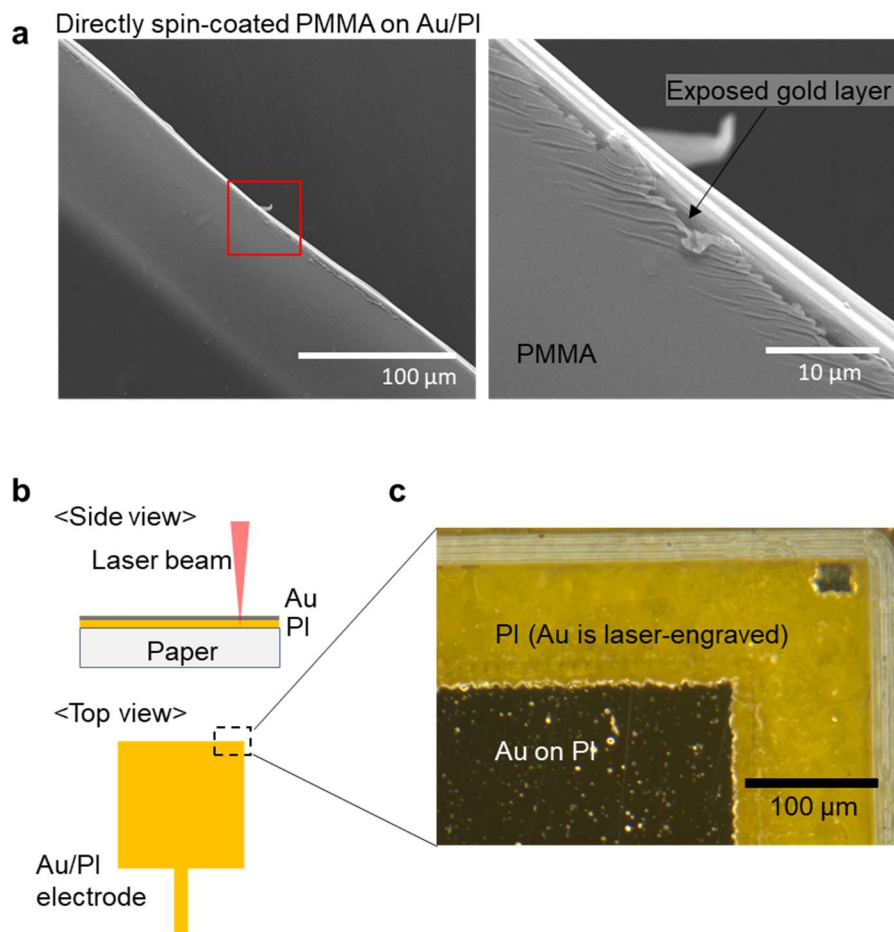 Directly spin-coated PMMA on Au/PI
a
Exposed gold layer
PMMA
100 µm
10 µm
b
<Side view>
Laser beam
Au
PI
Paper
<Top view>
Au/PI
electrode
c
PI (Au is laser-engraved)
Au on PI
100 µm